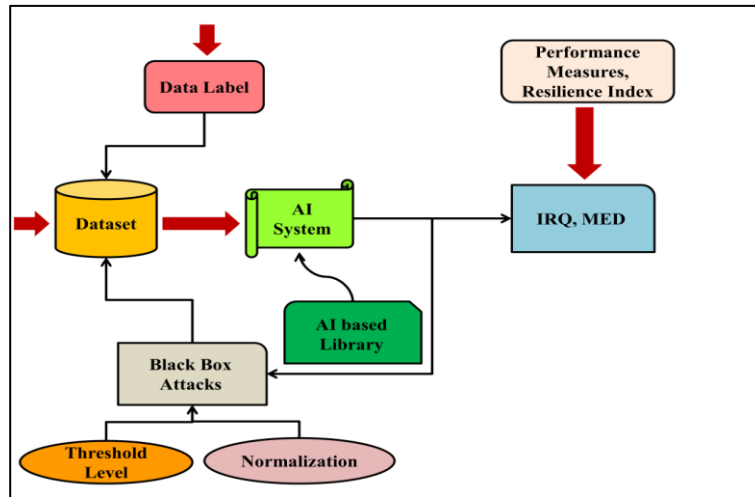 Data Label
Performance
Measures,
Resilience Index
Dataset
AI
System
IRQ, MED
AI based
Library
Black Box
Attacks
Threshold
Level
Normalization